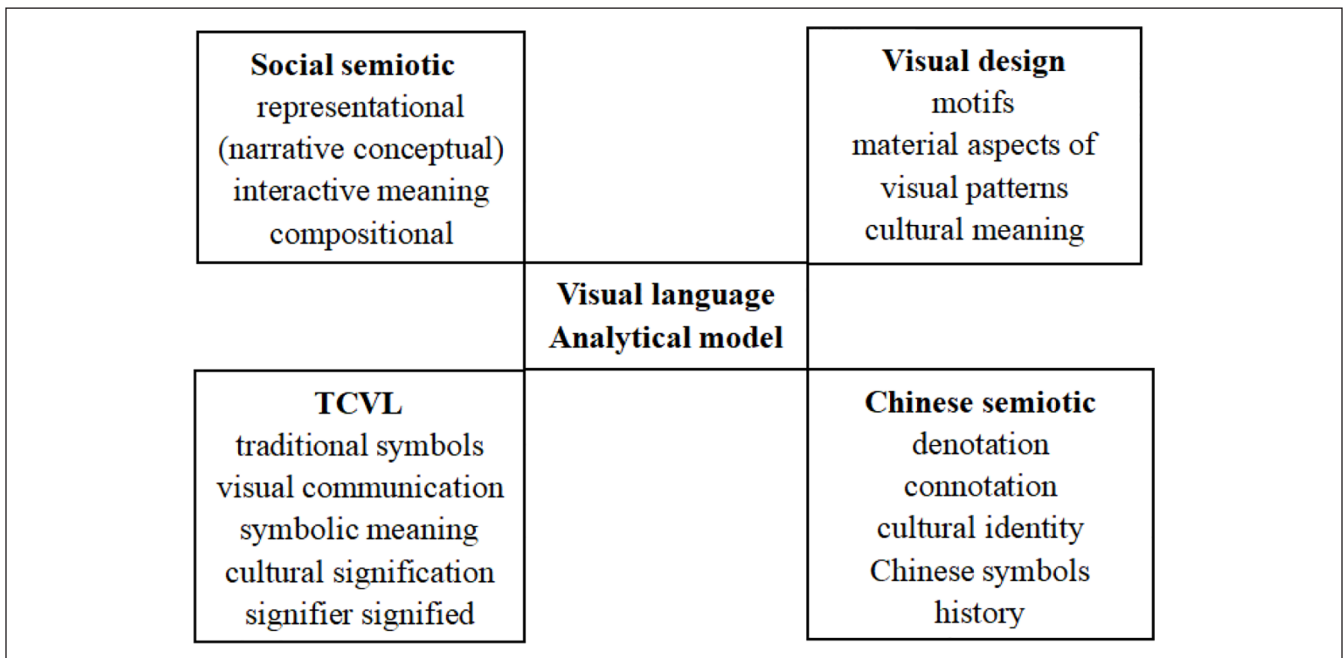 Social semiotic
representational
(narrative conceptual)
interactive meaning
compositional
Visual design
motifs
material aspects of
visual patterns
cultural meaning
Visual language
Analytical model
TCVL
traditional symbols
visual communication
symbolic meaning
cultural signification
signifier signified
Chinese semiotic
denotation
connotation
cultural identity
Chinese symbols
history